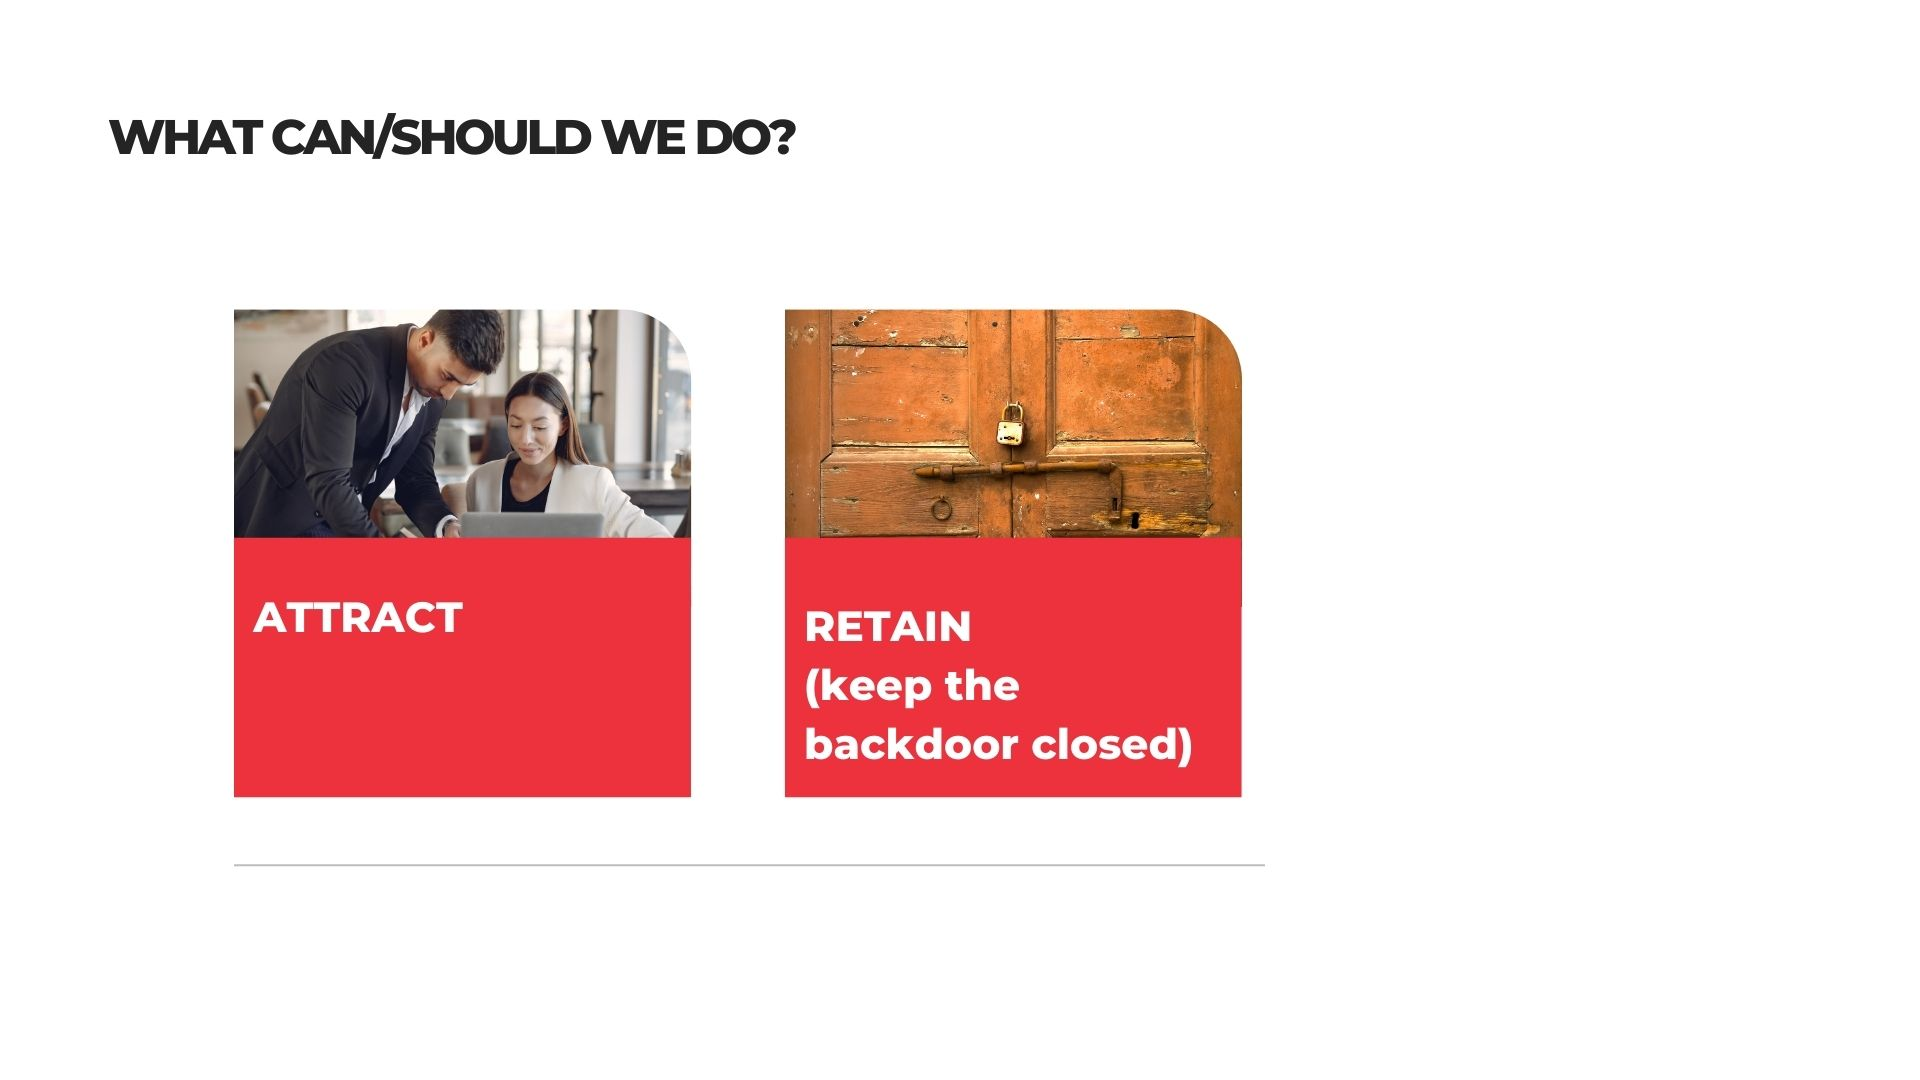 WHAT CAN/SHOULD WE DO?
ATTRACT
RETAIN
(keep the
backdoor closed)